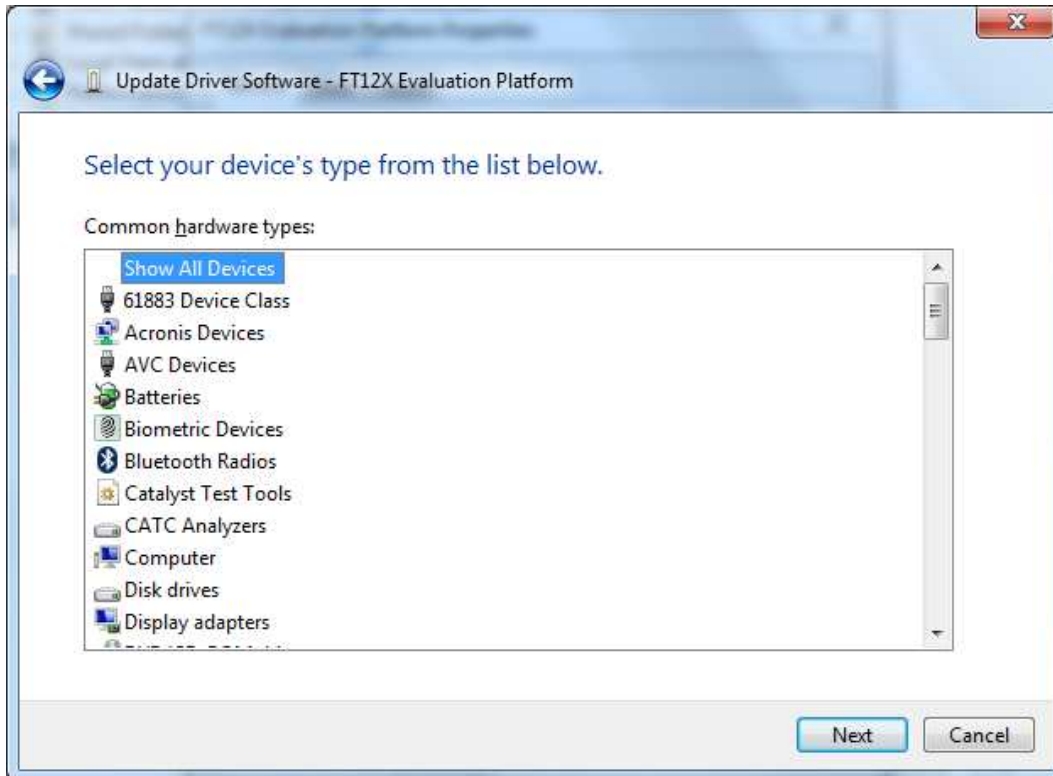 Update Driver Software - FT12X Evaluation Platform
Select your device's type from the list below.
Common hardware types:
Show All Devices
61883 Device Class
Acronis Devices
AVC Devices
Batteries
Biometric Devices
Bluetooth Radios
Catalyst Test Tools
CATC Analyzers
Computer
Disk drives
Display adapters
Next
Cancel